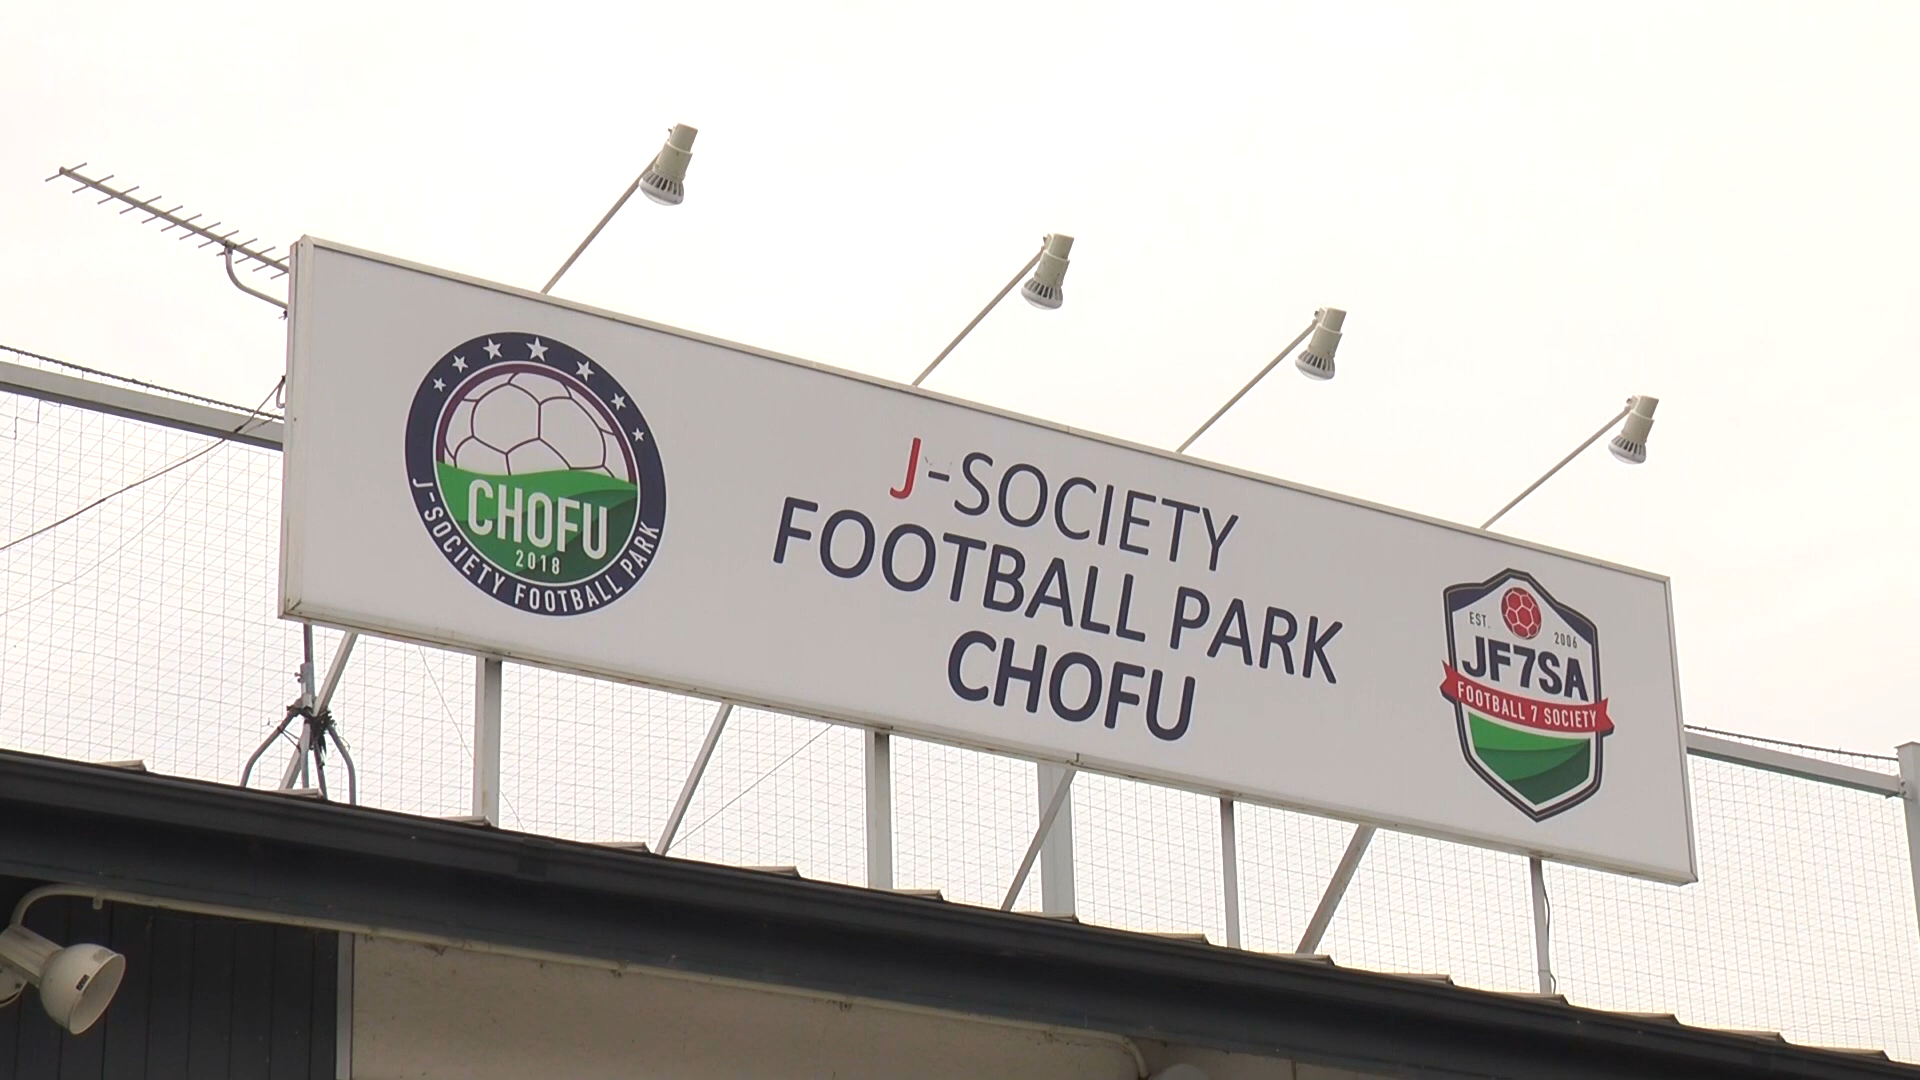 CHOFU
2018
J-SOCIETY FOOTBALL PARK
J-SOCIETY
FOOTBALL PARK
CHOFU
EST. 2006
JF7SA
FOOTBALL 7 SOCIETY